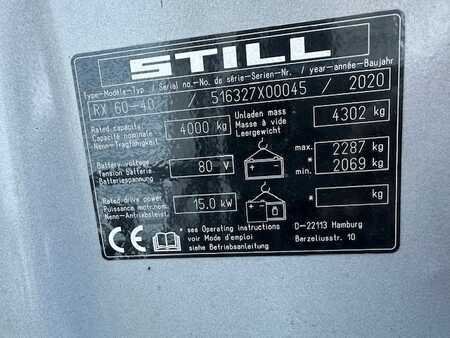 STILL
Type-Modèle-Typ / Serial no.-No. de série-Serien-Nr. / year-année-Baujahr
RX 60-40 / 516327X00045 / 2020
Rated capacity
Capacité nominale
Nenn-Tragfähigkeit
4000 kg
Unladen mass
Masse à vide
Leergewicht
4302 kg
Battery voltage
Tension batterie
Batteriespannung
80 V
max. 2287 kg
*
min. 2069 kg
Rated drive power
Puissance motr.nom.
Nenn-Antriebsleist.
15.0 kW
* kg
CE
* see Operating instructions
voir Mode d'emploi
siehe Betriebsanleitung
D-22113 Hamburg
Berzeliusstr. 10